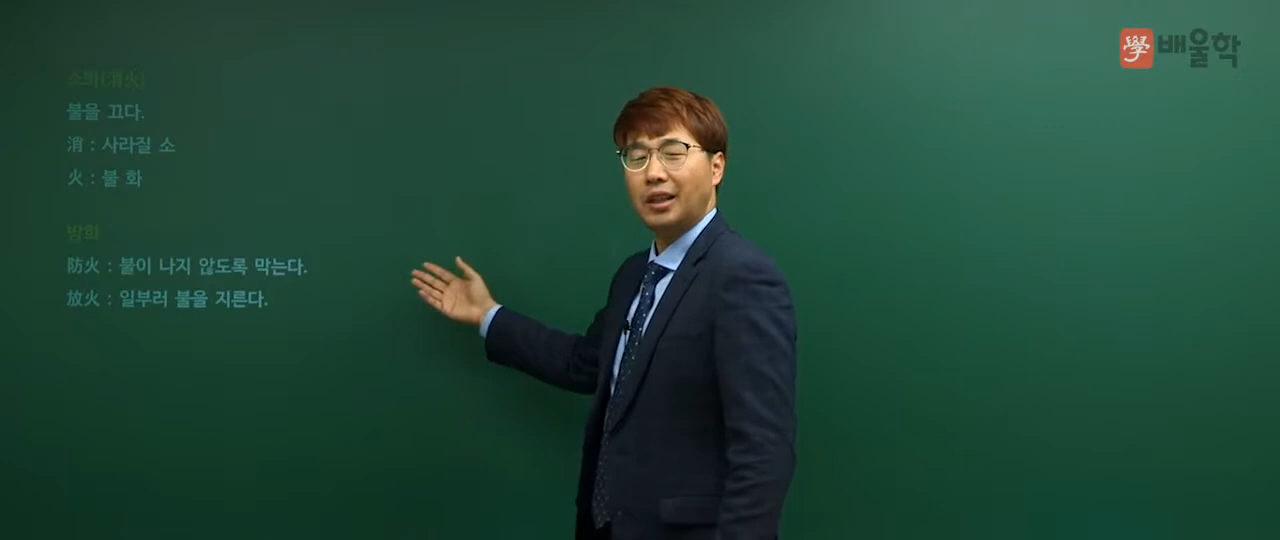 學 배울학
소화(消火)
불을 끄다.
消 : 사라질 소
火 : 불 화
방화
防火 : 불이 나지 않도록 막는다.
放火 : 일부러 불을 지른다.